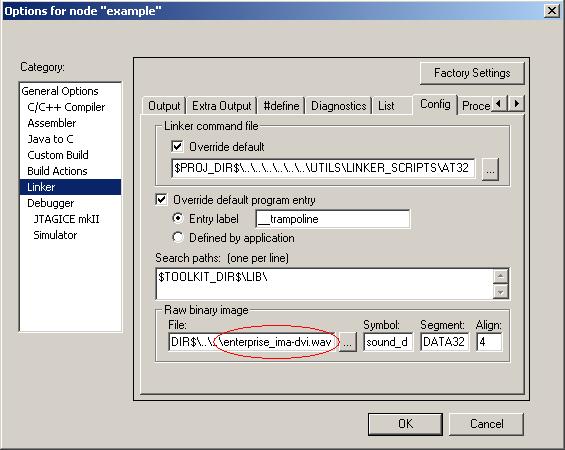 Options for node "example"
Category:
Factory Settings
General Options
C/C++ Compiler
Assembler
Java to C
Custom Build
Build Actions
Linker
Debugger
JTAGICE mkII
Simulator
Output Extra Output #define Diagnostics List Config Proce
Linker command file
Override default
$PROJ_DIR$\..\..\..\..\..\..\UTILS\LINKER_SCRIPTS\AT32 ...
Override default program entry
Entry label __trampoline
Defined by application
Search paths: (one per line)
$TOOLKIT_DIR$\LIB\
Raw binary image
File: Symbol: Segment: Align:
DIR$\..\..\enterprise_ima-dvi.wav ... sound_d DATA32 4
OK Cancel